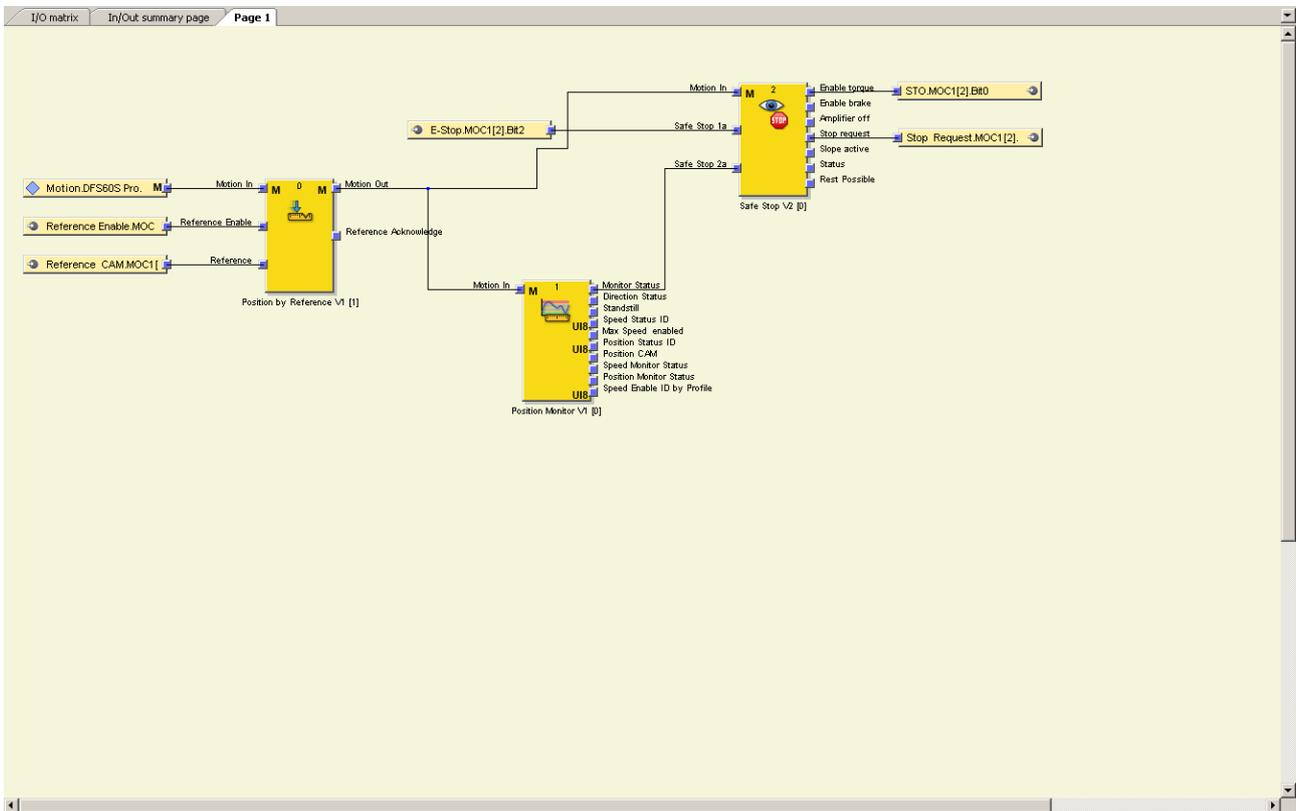 I/O matrix
In/Out summary page
Page 1
Motion In
M
2
Enable torque
STO.MOC1[2].Bit0
Enable brake
Amplifier off
E-Stop.MOC1[2].Bit2
Safe Stop 1a
STOP
Stop request
Stop Request.MOC1[2].
Slope active
Safe Stop 2a
Status
Rest Possible
Safe Stop V2 [0]
Motion.DFS60S Pro.
M
Motion In
M
0
M
Motion Out
Reference Enable.MOC
Reference Enable
Reference Acknowledge
Reference CAM.MOC1[
Reference
Position by Reference V1 [1]
Motion In
M
1
Monitor Status
Direction Status
Standstill
Speed Status ID
UI8
Max Speed enabled
Position Status ID
UI8
Position CAM
Speed Monitor Status
Position Monitor Status
Speed Enable ID by Profile
UI8
Position Monitor V1 [0]